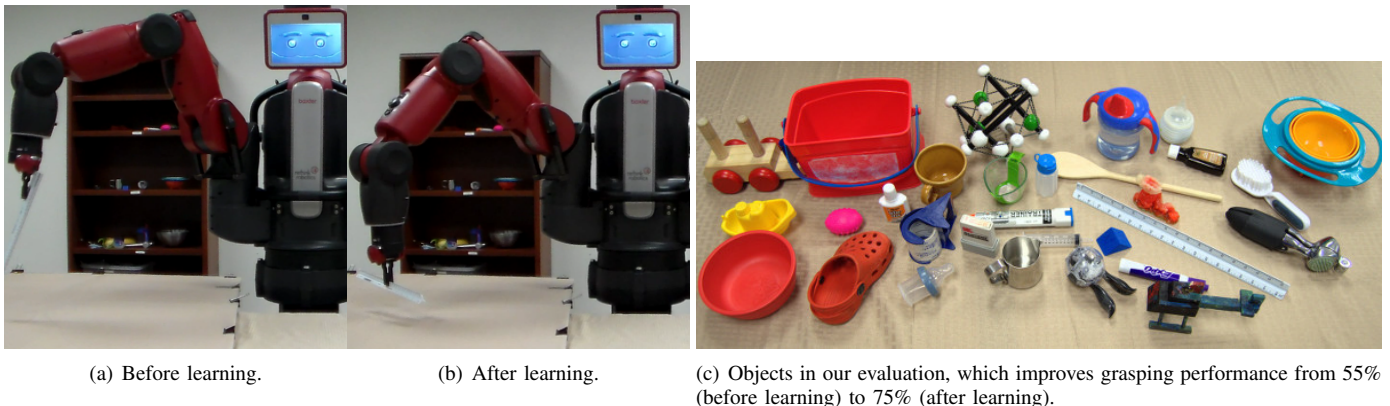 (a) Before learning.
(b) After learning.
(c) Objects in our evaluation, which improves grasping performance from 55%
(before learning) to 75% (after learning).